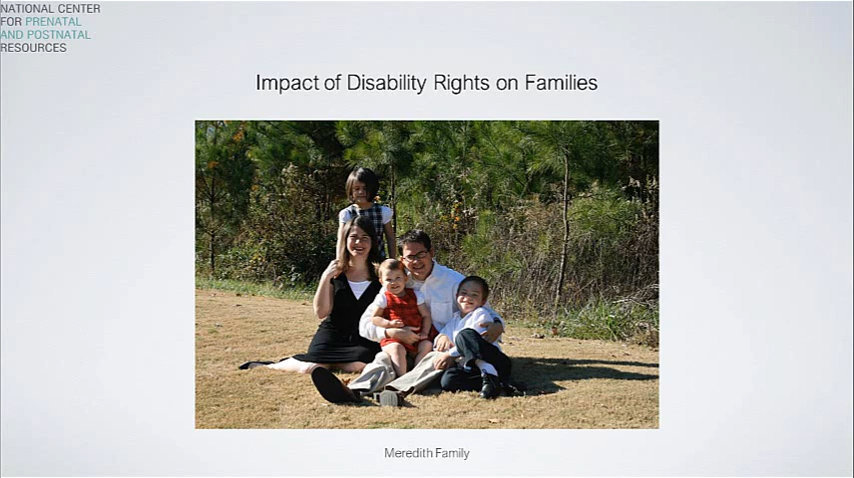 NATIONAL CENTER
FOR PRENATAL
AND POSTNATAL
RESOURCES
Impact of Disability Rights on Families
Meredith Family